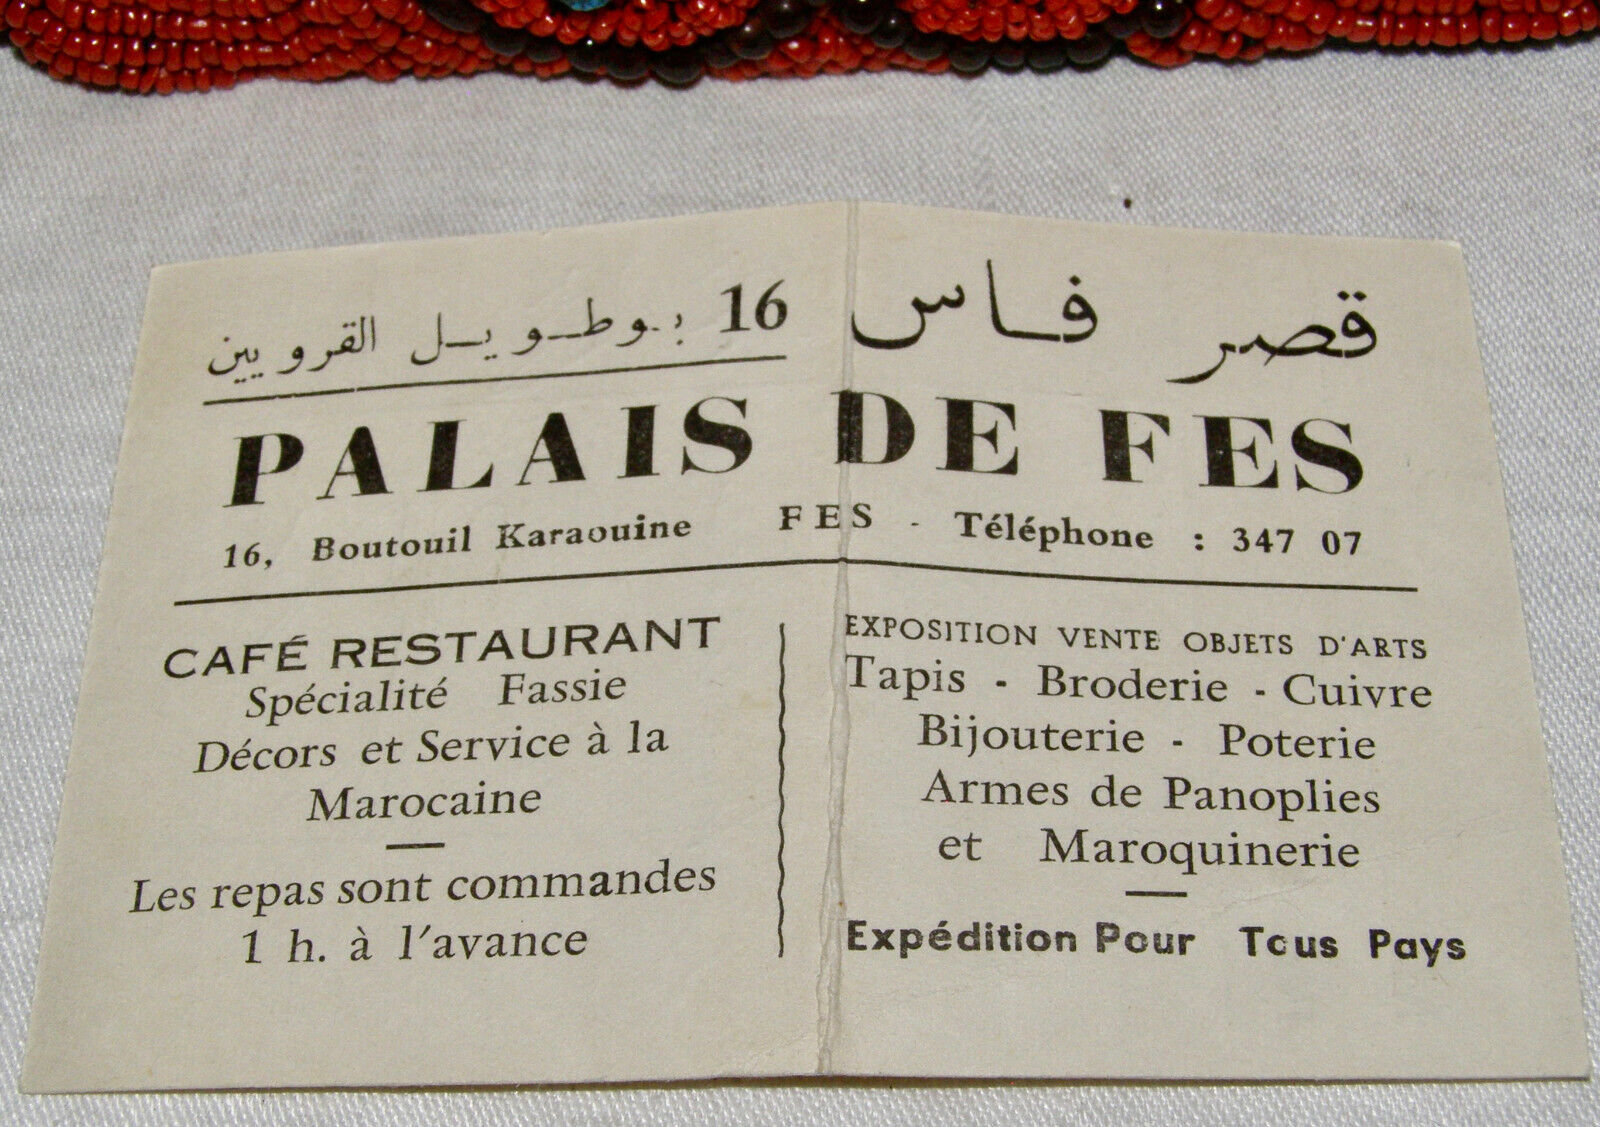 قصر فاس
16 بوطويل القرويين
PALAIS DE FES
16, Boutouil Karaouine FES - Téléphone : 347 07
CAFÉ RESTAURANT
Spécialité Fassie
Décors et Service à la
Marocaine
Les repas sont commandes
1 h. à l'avance
EXPOSITION VENTE OBJETS D'ARTS
Tapis - Broderie - Cuivre
Bijouterie - Poterie
Armes de Panoplies
et Maroquinerie
Expédition Pour Tous Pays